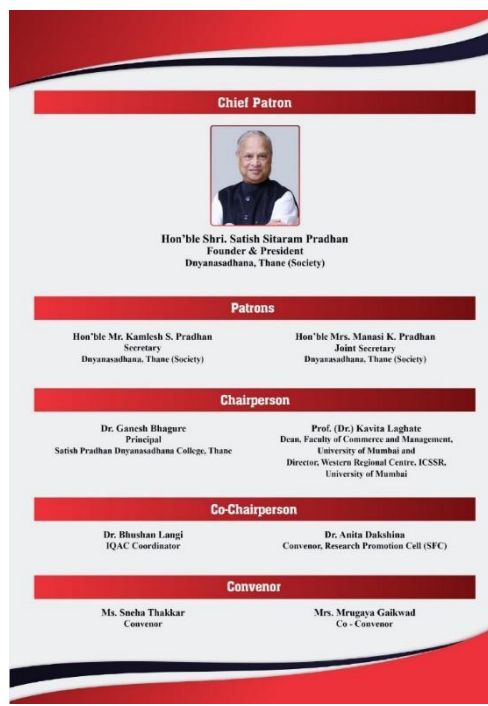 Chief Patron
Hon'ble Shri. Satish Sitaram Pradhan
Founder & President
Dnyanasadhana, Thane (Society)
Patrons
Hon'ble Mr. Kamlesh S. Pradhan
Secretary
Dnyanasadhana, Thane (Society)
Hon'ble Mrs. Manasi K. Pradhan
Joint Secretary
Dnyanasadhana, Thane (Society)
Chairperson
Dr. Ganesh Bhagure
Principal
Satish Pradhan Dnyanasadhana College, Thane
Prof. (Dr.) Kavita Laghate
Dean, Faculty of Commerce and Management,
University of Mumbai and
Director, Western Regional Centre, ICSSR,
University of Mumbai
Co-Chairperson
Dr. Bhushan Langi
IQAC Coordinator
Dr. Anita Dakshina
Convenor, Research Promotion Cell (SFC)
Convenor
Ms. Sneha Thakkar
Convenor
Mrs. Mrugaya Gaikwad
Co - Convenor